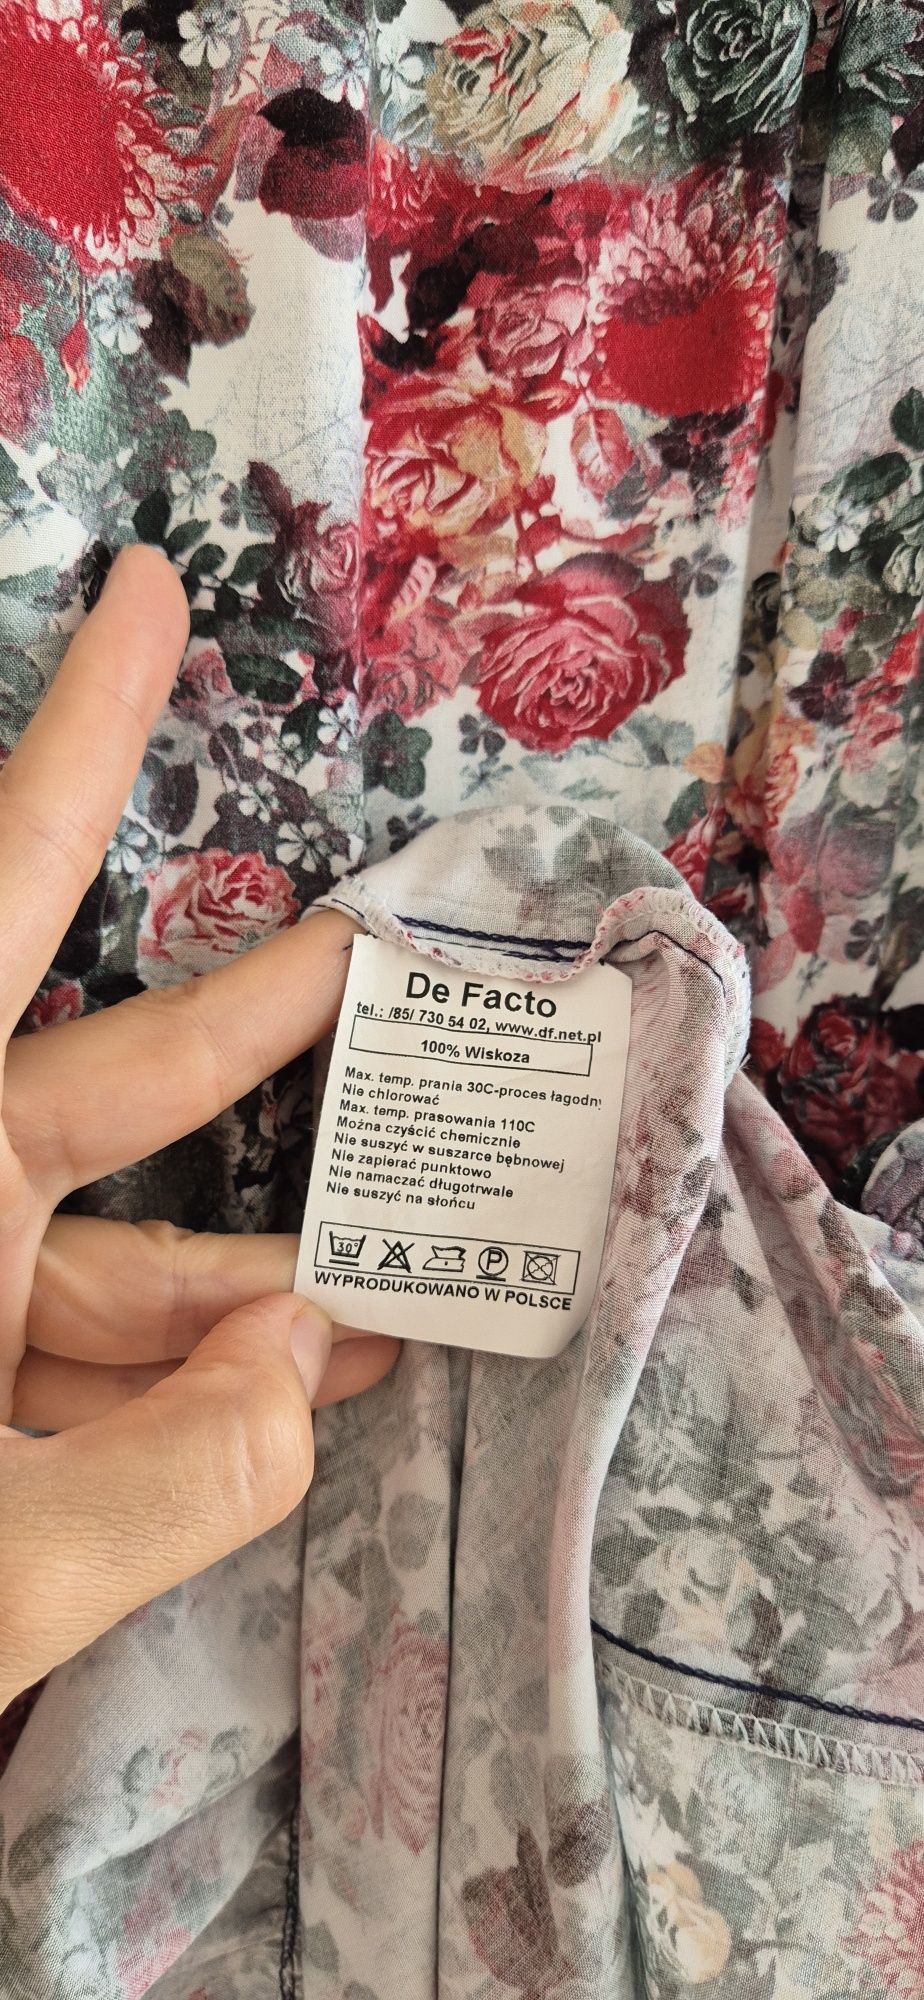 De Facto
tel.: /85/ 730 54 02, www.df.net.pl
100% Wiskoza
Max. temp. prania 30C-proces łagodny
Nie chlorować
Max. temp. prasowania 110C
Można czyścić chemicznie
Nie suszyć w suszarce bębnowej
Nie zapierać punktowo
Nie namaczać długotrwale
Nie suszyć na słońcu
30° P
WYPRODUKOWANO W POLSCE